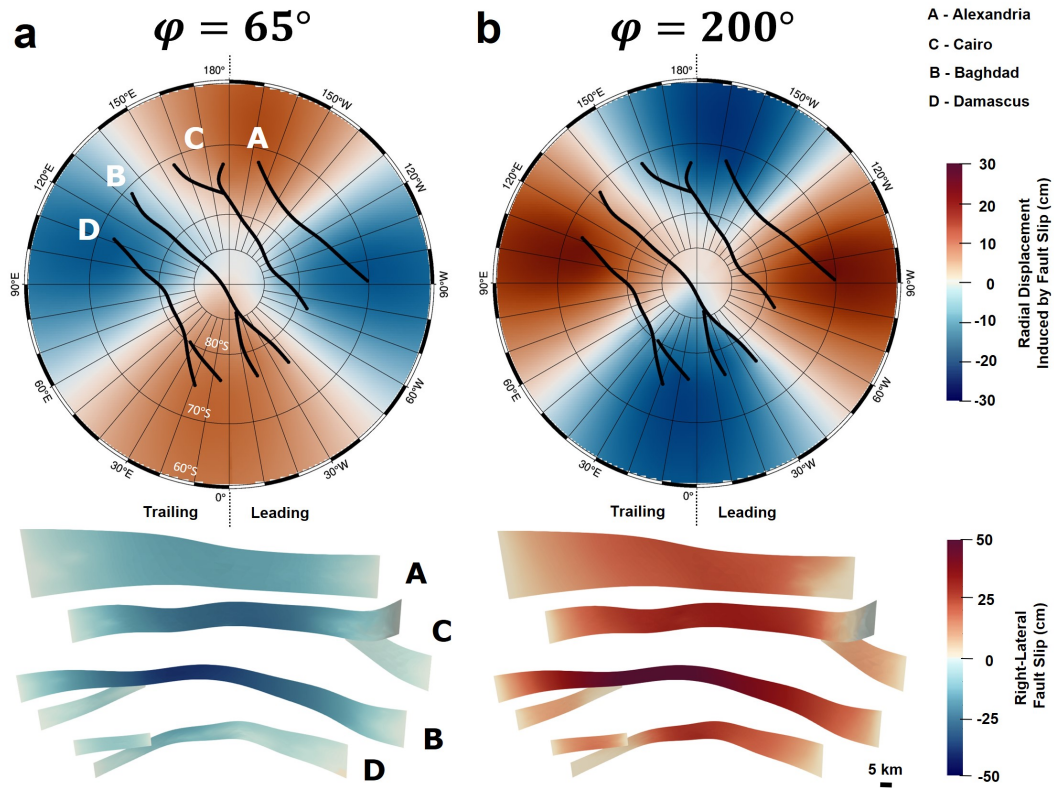 a
φ = 65°
b
φ = 200°
A - Alexandria
C - Cairo
B - Baghdad
D - Damascus
180°
150°E
150°W
120°E
120°W
90°E
90°W
60°E
60°W
30°E
30°W
0°
80°S
70°S
60°S
C
A
B
D
Trailing
Leading
180°
150°E
150°W
120°E
120°W
90°E
90°W
60°E
60°W
30°E
30°W
0°
Trailing
Leading
Radial Displacement
Induced by Fault Slip (cm)
30
20
10
0
-10
-20
-30
A
C
B
D
5 km
Right-Lateral
Fault Slip (cm)
50
25
0
-25
-50